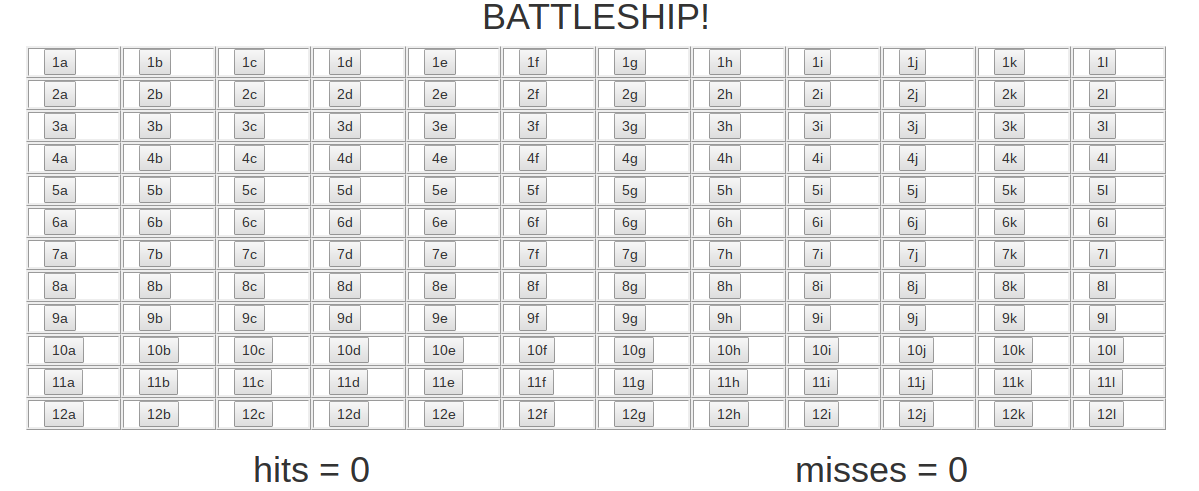 BATTLESHIP!
1a 1b 1c 1d 1e 1f 1g 1h 1i 1j 1k 1l
2a 2b 2c 2d 2e 2f 2g 2h 2i 2j 2k 2l
3a 3b 3c 3d 3e 3f 3g 3h 3i 3j 3k 3l
4a 4b 4c 4d 4e 4f 4g 4h 4i 4j 4k 4l
5a 5b 5c 5d 5e 5f 5g 5h 5i 5j 5k 5l
6a 6b 6c 6d 6e 6f 6g 6h 6i 6j 6k 6l
7a 7b 7c 7d 7e 7f 7g 7h 7i 7j 7k 7l
8a 8b 8c 8d 8e 8f 8g 8h 8i 8j 8k 8l
9a 9b 9c 9d 9e 9f 9g 9h 9i 9j 9k 9l
10a 10b 10c 10d 10e 10f 10g 10h 10i 10j 10k 10l
11a 11b 11c 11d 11e 11f 11g 11h 11i 11j 11k 11l
12a 12b 12c 12d 12e 12f 12g 12h 12i 12j 12k 12l
hits = 0 misses = 0